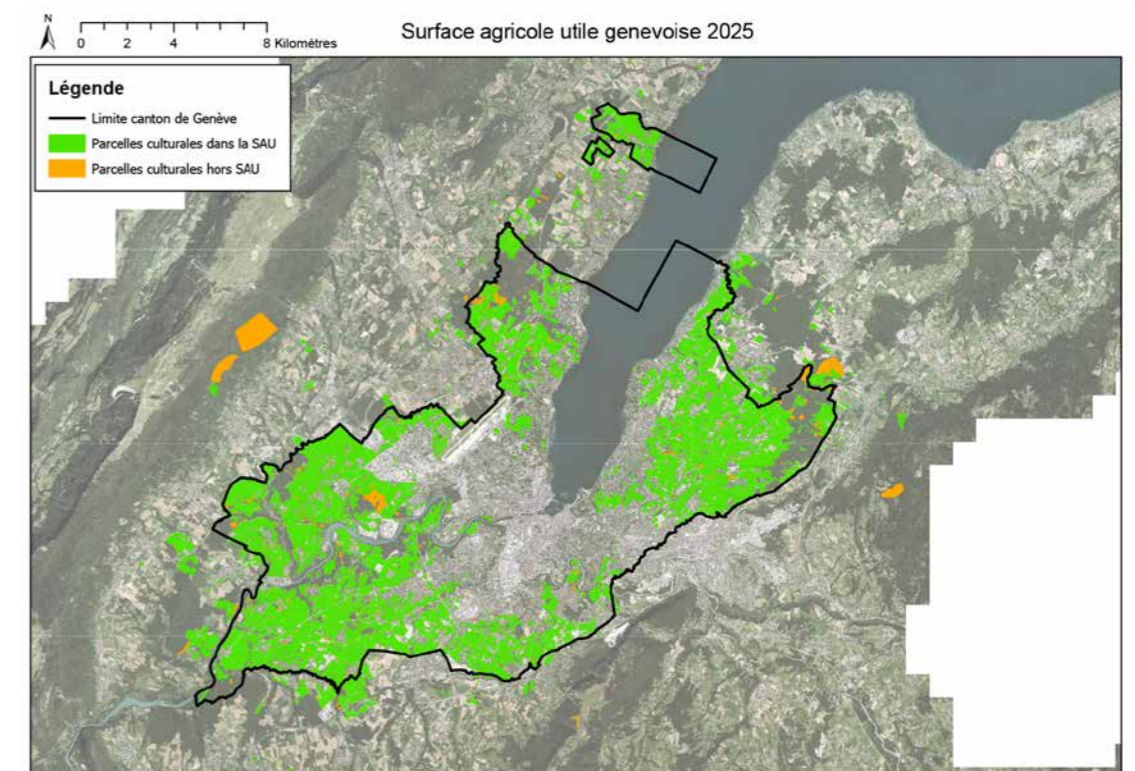 N
0 2 4 8 Kilomètres
Surface agricole utile genevoise 2025
Légende
Limite canton de Genève
Parcelles culturales dans la SAU
Parcelles culturales hors SAU